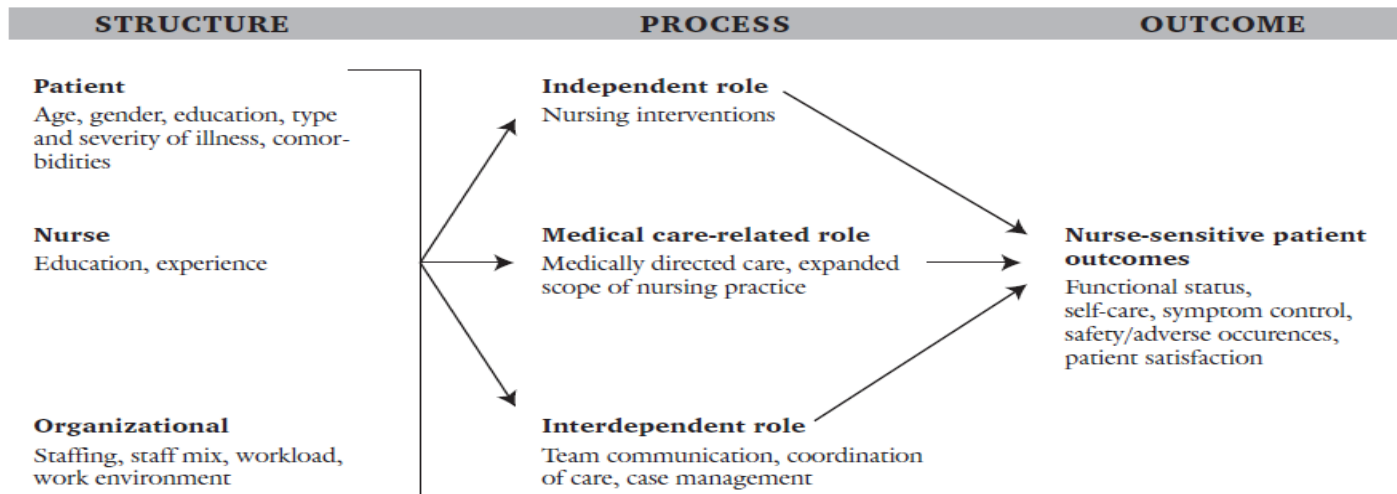 STRUCTURE
PROCESS
OUTCOME
Patient
Age, gender, education, type
and severity of illness, comor-
bidities
Nurse
Education, experience
Organizational
Staffing, staff mix, workload,
work environment
Independent role
Nursing interventions
Medical care-related role
Medically directed care, expanded
scope of nursing practice
Interdependent role
Team communication, coordination
of care, case management
Nurse-sensitive patient
outcomes
Functional status,
self-care, symptom control,
safety/adverse occurences,
patient satisfaction